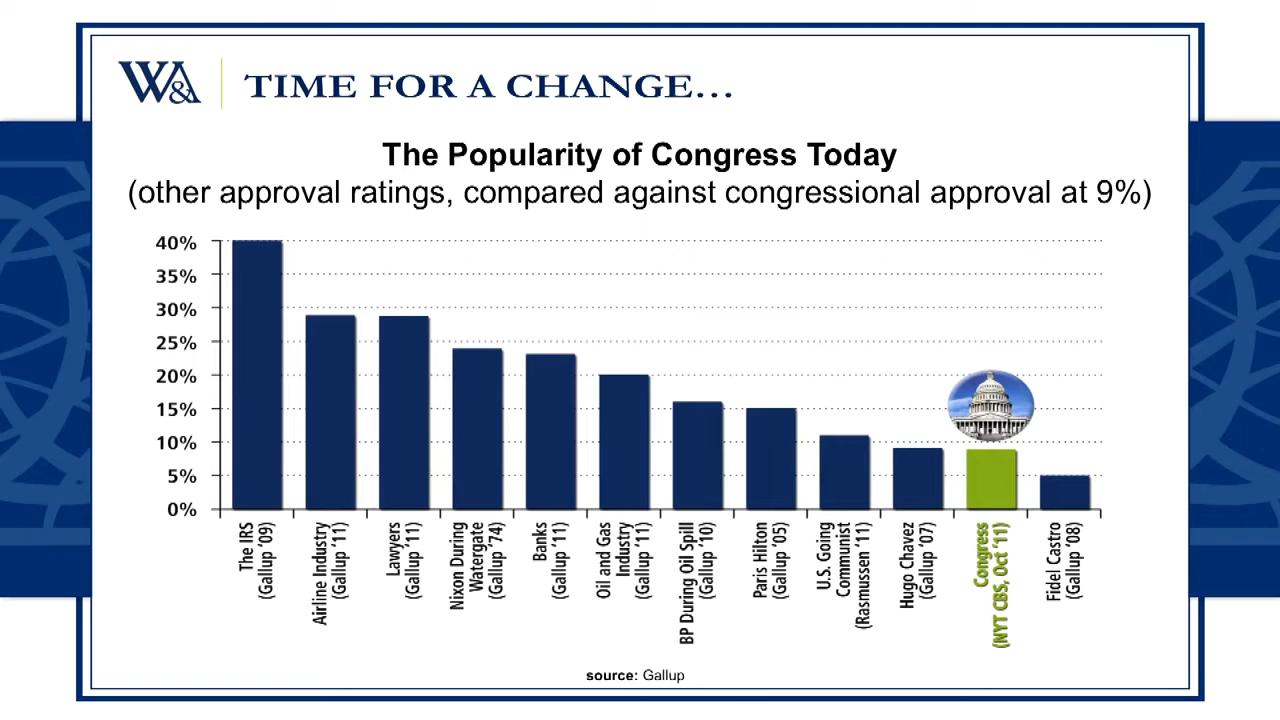 W&A
TIME FOR A CHANGE...
The Popularity of Congress Today
(other approval ratings, compared against congressional approval at 9%)
40%
35%
30%
25%
20%
15%
10%
5%
0%
The IRS
(Gallup ‘09)
Airline Industry
(Gallup ‘11)
Lawyers
(Gallup ‘11)
Nixon During
Watergate
(Gallup ‘74)
Banks
(Gallup ‘11)
Oil and Gas
Industry
(Gallup ‘11)
BP During Oil Spill
(Gallup ‘10)
Paris Hilton
(Gallup ‘05)
U.S. Going
Communist
(Rasmussen ‘11)
Hugo Chavez
(Gallup ‘07)
Congress
(NYT CBS, Oct ‘11)
Fidel Castro
(Gallup ‘08)
source: Gallup